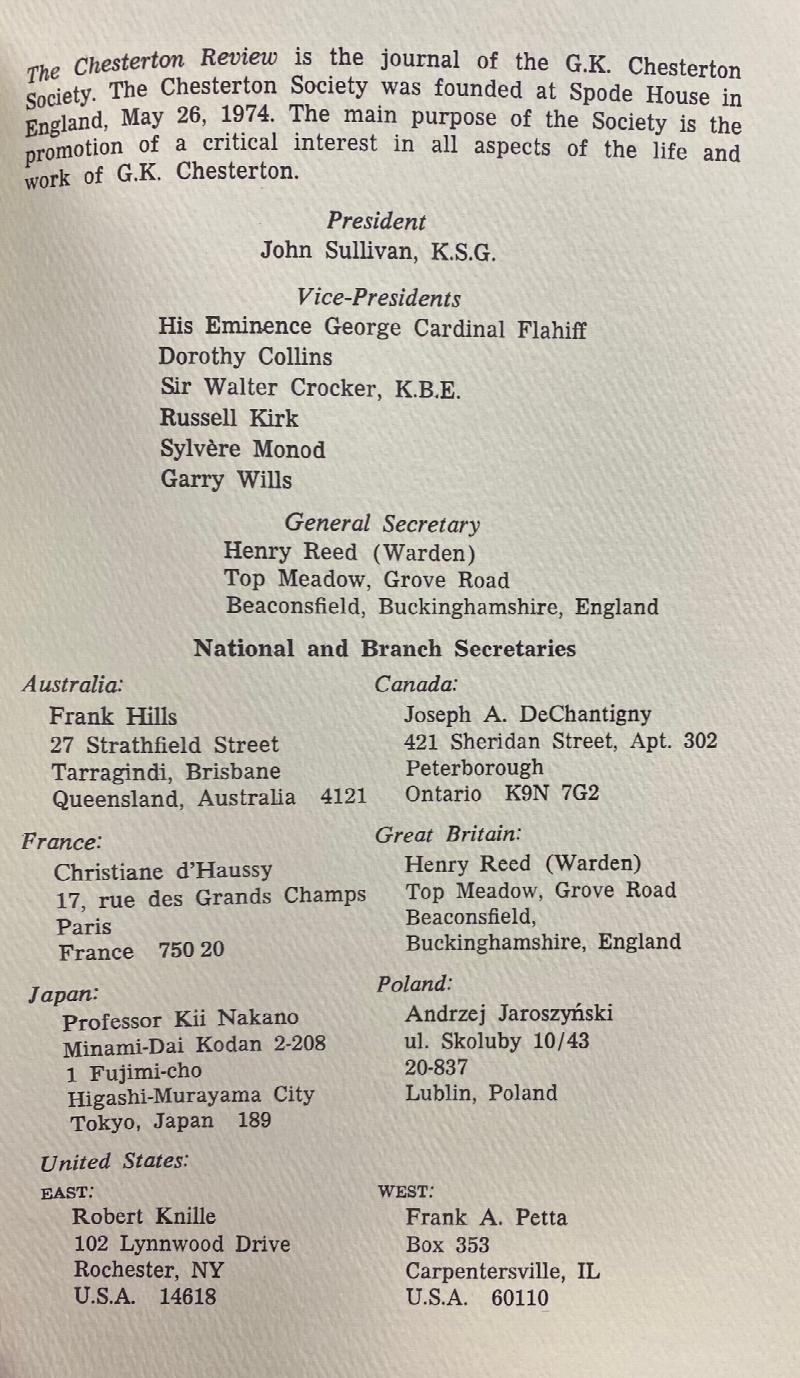 The Chesterton Review is the journal of the G.K. Chesterton
Society. The Chesterton Society was founded at Spode House in
England, May 26, 1974. The main purpose of the Society is the
promotion of a critical interest in all aspects of the life and
work of G.K. Chesterton.
President
John Sullivan, K.S.G.
Vice-Presidents
His Eminence George Cardinal Flahiff
Dorothy Collins
Sir Walter Crocker, K.B.E.
Russell Kirk
Sylvère Monod
Garry Wills
General Secretary
Henry Reed (Warden)
Top Meadow, Grove Road
Beaconsfield, Buckinghamshire, England
National and Branch Secretaries
Australia:
Frank Hills
27 Strathfield Street
Tarragindi, Brisbane
Queensland, Australia 4121
Canada:
Joseph A. DeChantigny
421 Sheridan Street, Apt. 302
Peterborough
Ontario K9N 7G2
France:
Christiane d'Haussy
17, rue des Grands Champs
Paris
France 750 20
Great Britain:
Henry Reed (Warden)
Top Meadow, Grove Road
Beaconsfield,
Buckinghamshire, England
Japan:
Professor Kii Nakano
Minami-Dai Kodan 2-208
1 Fujimi-cho
Higashi-Murayama City
Tokyo, Japan 189
Poland:
Andrzej Jaroszyński
ul. Skoluby 10/43
20-837
Lublin, Poland
United States:
EAST:
Robert Knille
102 Lynnwood Drive
Rochester, NY
U.S.A. 14618
WEST:
Frank A. Petta
Box 353
Carpentersville, IL
U.S.A. 60110